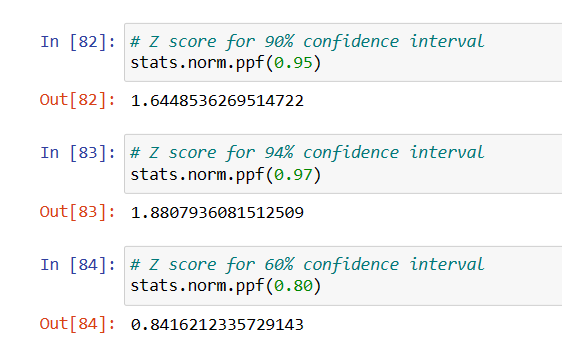 In [82]: # Z score for 90% confidence interval
stats.norm.ppf(0.95)
Out[82]: 1.6448536269514722
In [83]: # Z score for 94% confidence interval
stats.norm.ppf(0.97)
Out[83]: 1.8807936081512509
In [84]: # Z score for 60% confidence interval
stats.norm.ppf(0.80)
Out[84]: 0.8416212335729143